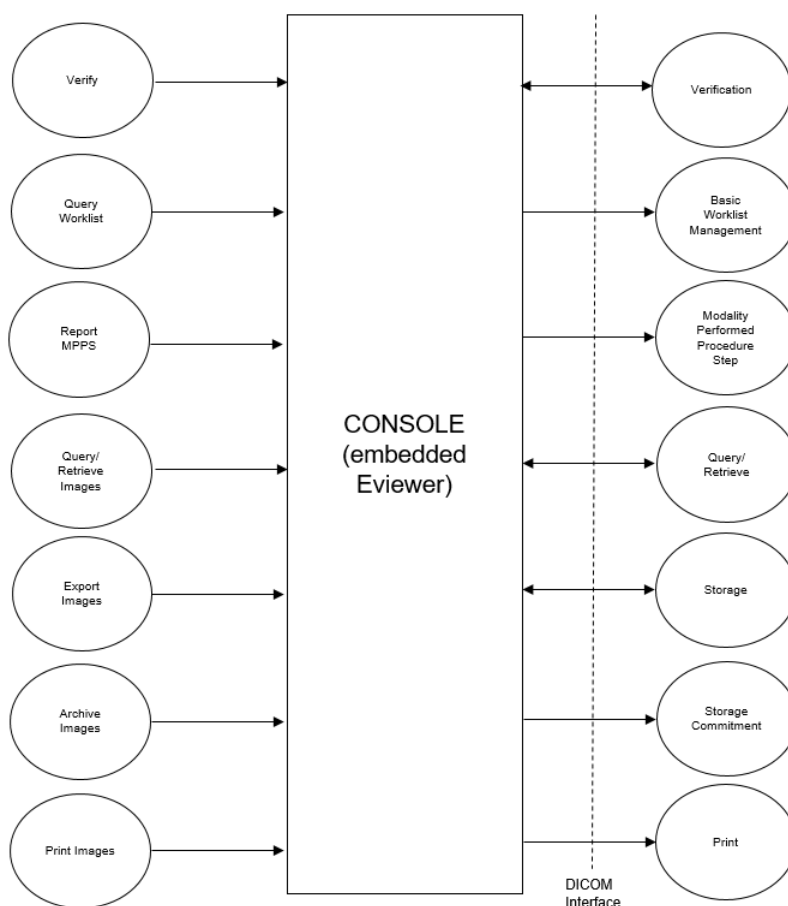 Verify
Verification
Query
Worklist
Basic
Worklist
Management
Report
MPPS
Modality
Performed
Procedure
Step
CONSOLE
(embedded
Eviewer)
Query/
Retrieve
Images
Query/
Retrieve
Export
Images
Storage
Archive
Images
Storage
Commitment
Print Images
Print
DICOM
Interface